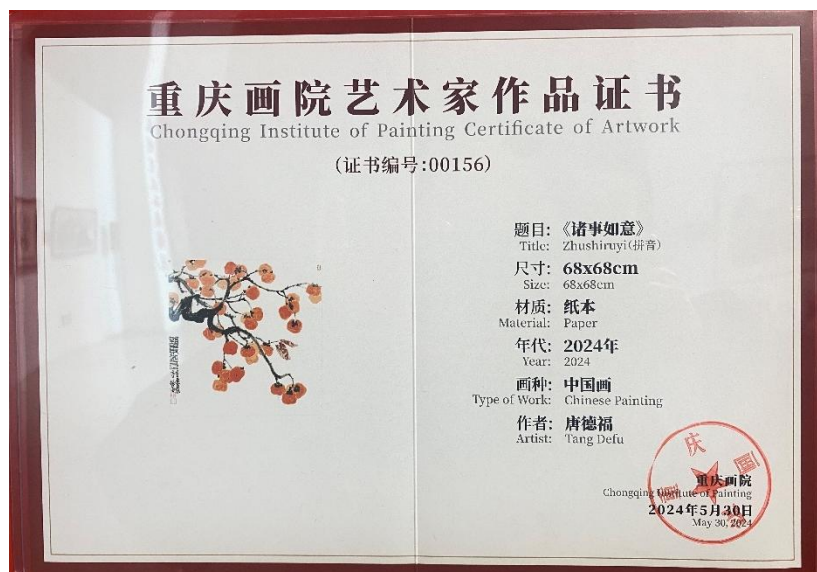 重庆画院艺术家作品证书
Chongqing Institute of Painting Certificate of Artwork
(证书编号:00156)
题目:《诸事如意》
Title: Zhushiruyi(拼音)
尺寸: 68x68cm
Size: 68x68cm
材质: 纸本
Material: Paper
年代: 2024年
Year: 2024
画种: 中国画
Type of Work: Chinese Painting
作者: 唐德福
Artist: Tang Defu
重庆画院
Chongqing Institute of Painting
2024年5月30日
May 30, 2024